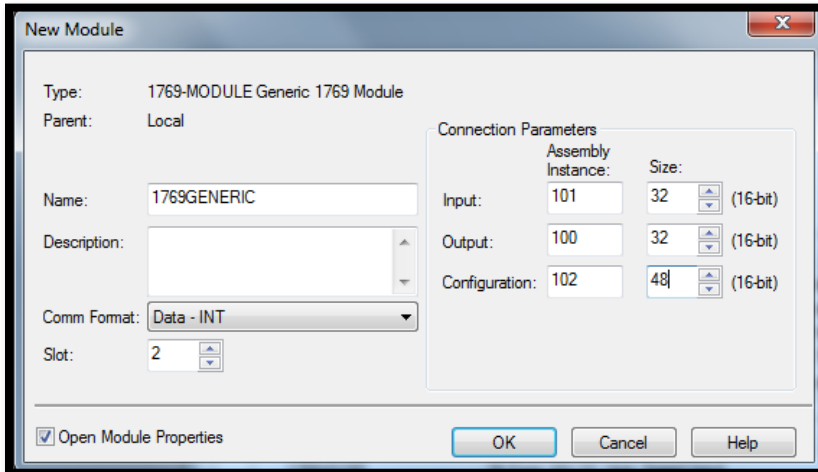 New Module
Type: 1769-MODULE Generic 1769 Module
Parent: Local
Connection Parameters
Assembly Instance: Size:
Name: 1769GENERIC
Input: 101 32 (16-bit)
Description:
Output: 100 32 (16-bit)
Configuration: 102 48 (16-bit)
Comm Format: Data - INT
Slot: 2
Open Module Properties
OK Cancel Help